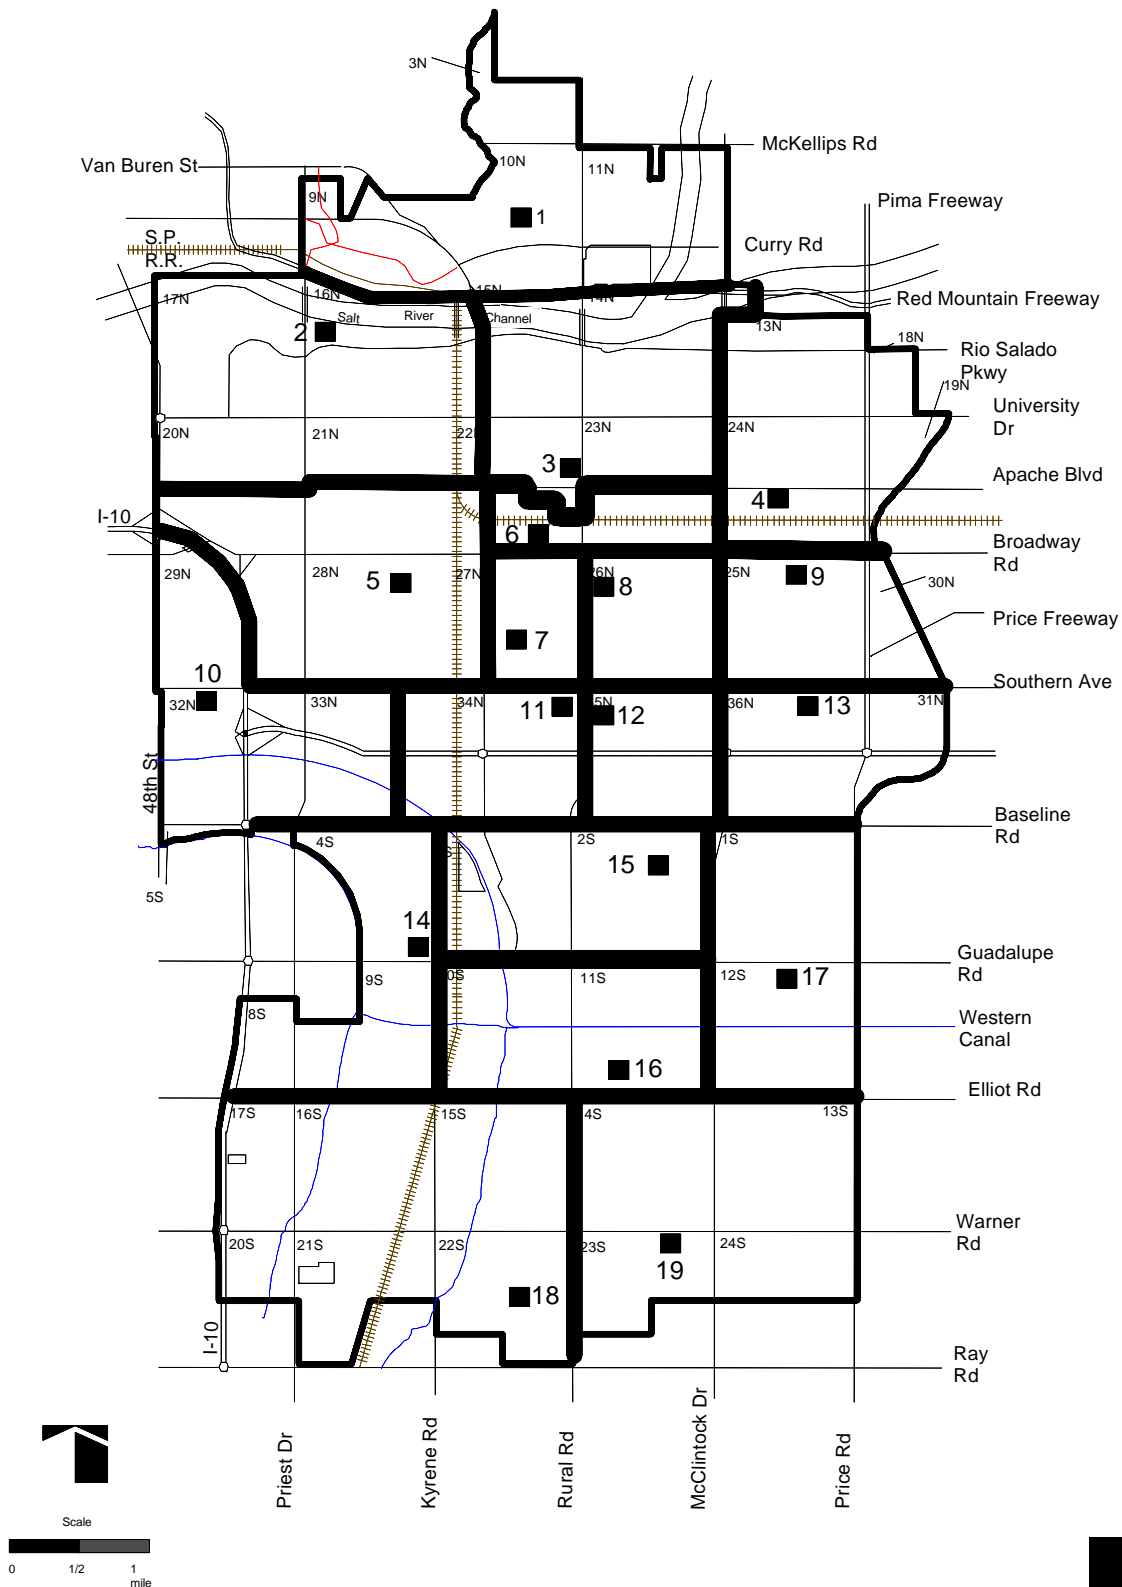 3N
McKellips Rd
Van Buren St
10N
11N
9N
Pima Freeway
1
S.P.
R.R.
Curry Rd
17N
16N
15N
14N
Red Mountain Freeway
Salt
River
Channel
13N
2
18N
Rio Salado
Pkwy
19N
University
Dr
20N
21N
22N
23N
24N
3
Apache Blvd
4
I-10
6
Broadway
Rd
29N
28N
27N
26N
25N
9
5
8
30N
Price Freeway
7
10
Southern Ave
32N
33N
34N
11
12
36N
13
31N
48th St
Baseline
Rd
4S
2S
1S
15
5S
14
Guadalupe
Rd
9S
11S
12S
17
8S
Western
Canal
16
Elliot Rd
17S
16S
15S
4S
13S
Warner
Rd
20S
21S
22S
23S
24S
19
18
I-10
Ray
Rd
Priest Dr
Kyrene Rd
Rural Rd
McClintock Dr
Price Rd
Scale
0
1/2
1
mile